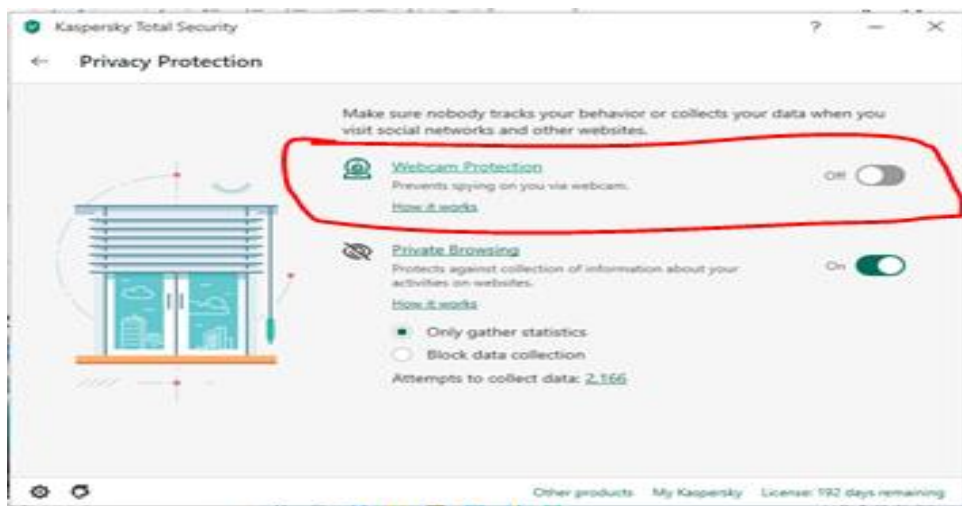 Kaspersky Total Security
?
Privacy Protection
Make sure nobody tracks your behavior or collects your data when you
visit social networks and other websites.
Webcam Protection
Off
Prevents spying on you via webcam.
How it works
Private Browsing
On
Protects against collection of information about your
activities on websites.
How it works
Only gather statistics
Block data collection
Attempts to collect data: 2,166
Other products My Kaspersky License: 192 days remaining